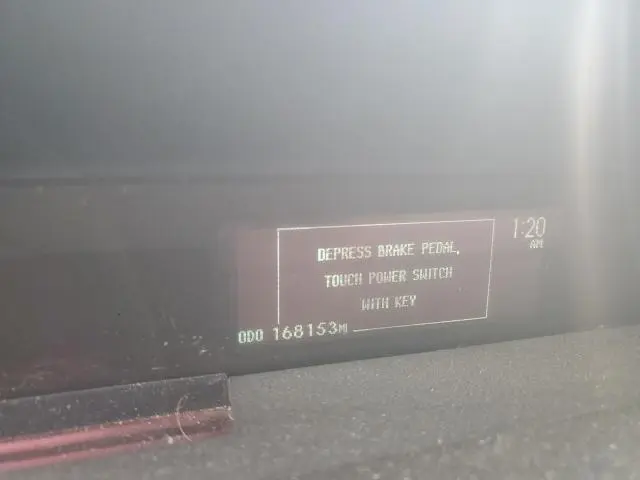 1:20
AM
DEPRESS BRAKE PEDAL,
TOUCH POWER SWITCH
WITH KEY
ODO 168153MI